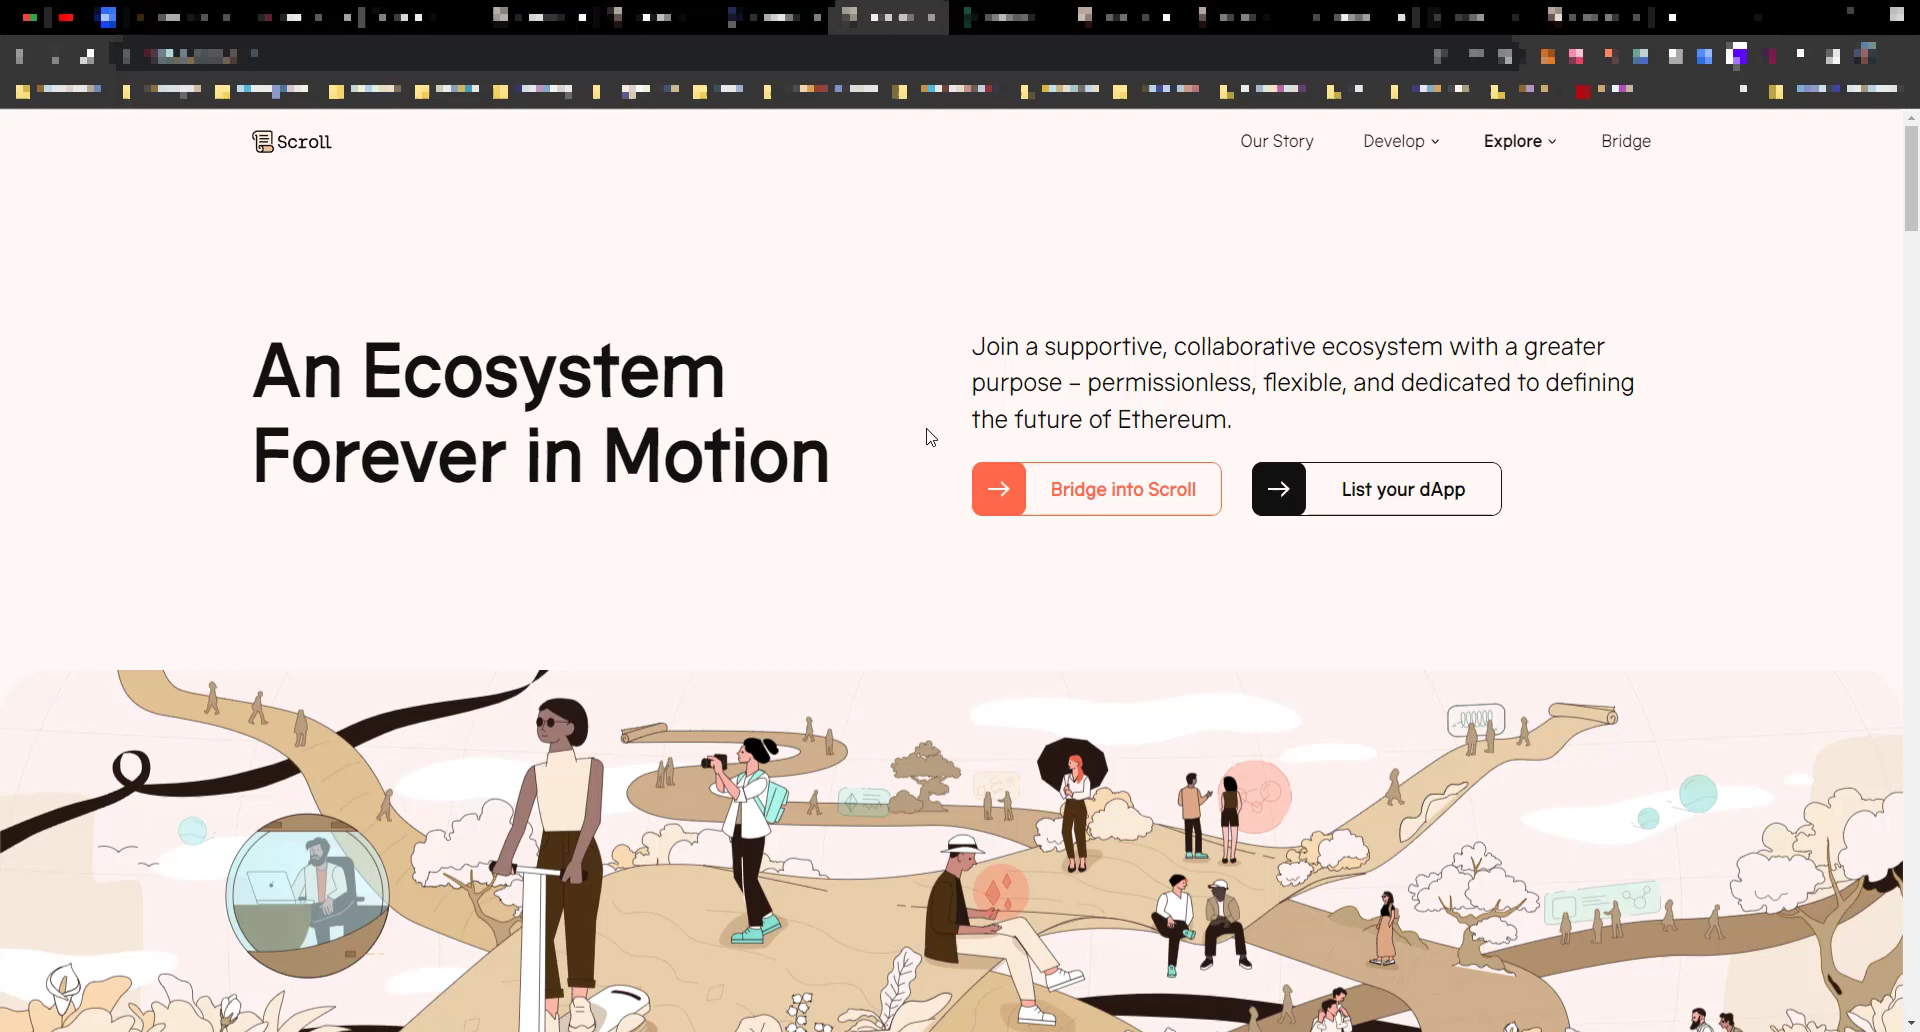 Scroll
Our Story
Develop
Explore
Bridge
An Ecosystem
Forever in Motion
Join a supportive, collaborative ecosystem with a greater
purpose – permissionless, flexible, and dedicated to defining
the future of Ethereum.
Bridge into Scroll
List your dApp